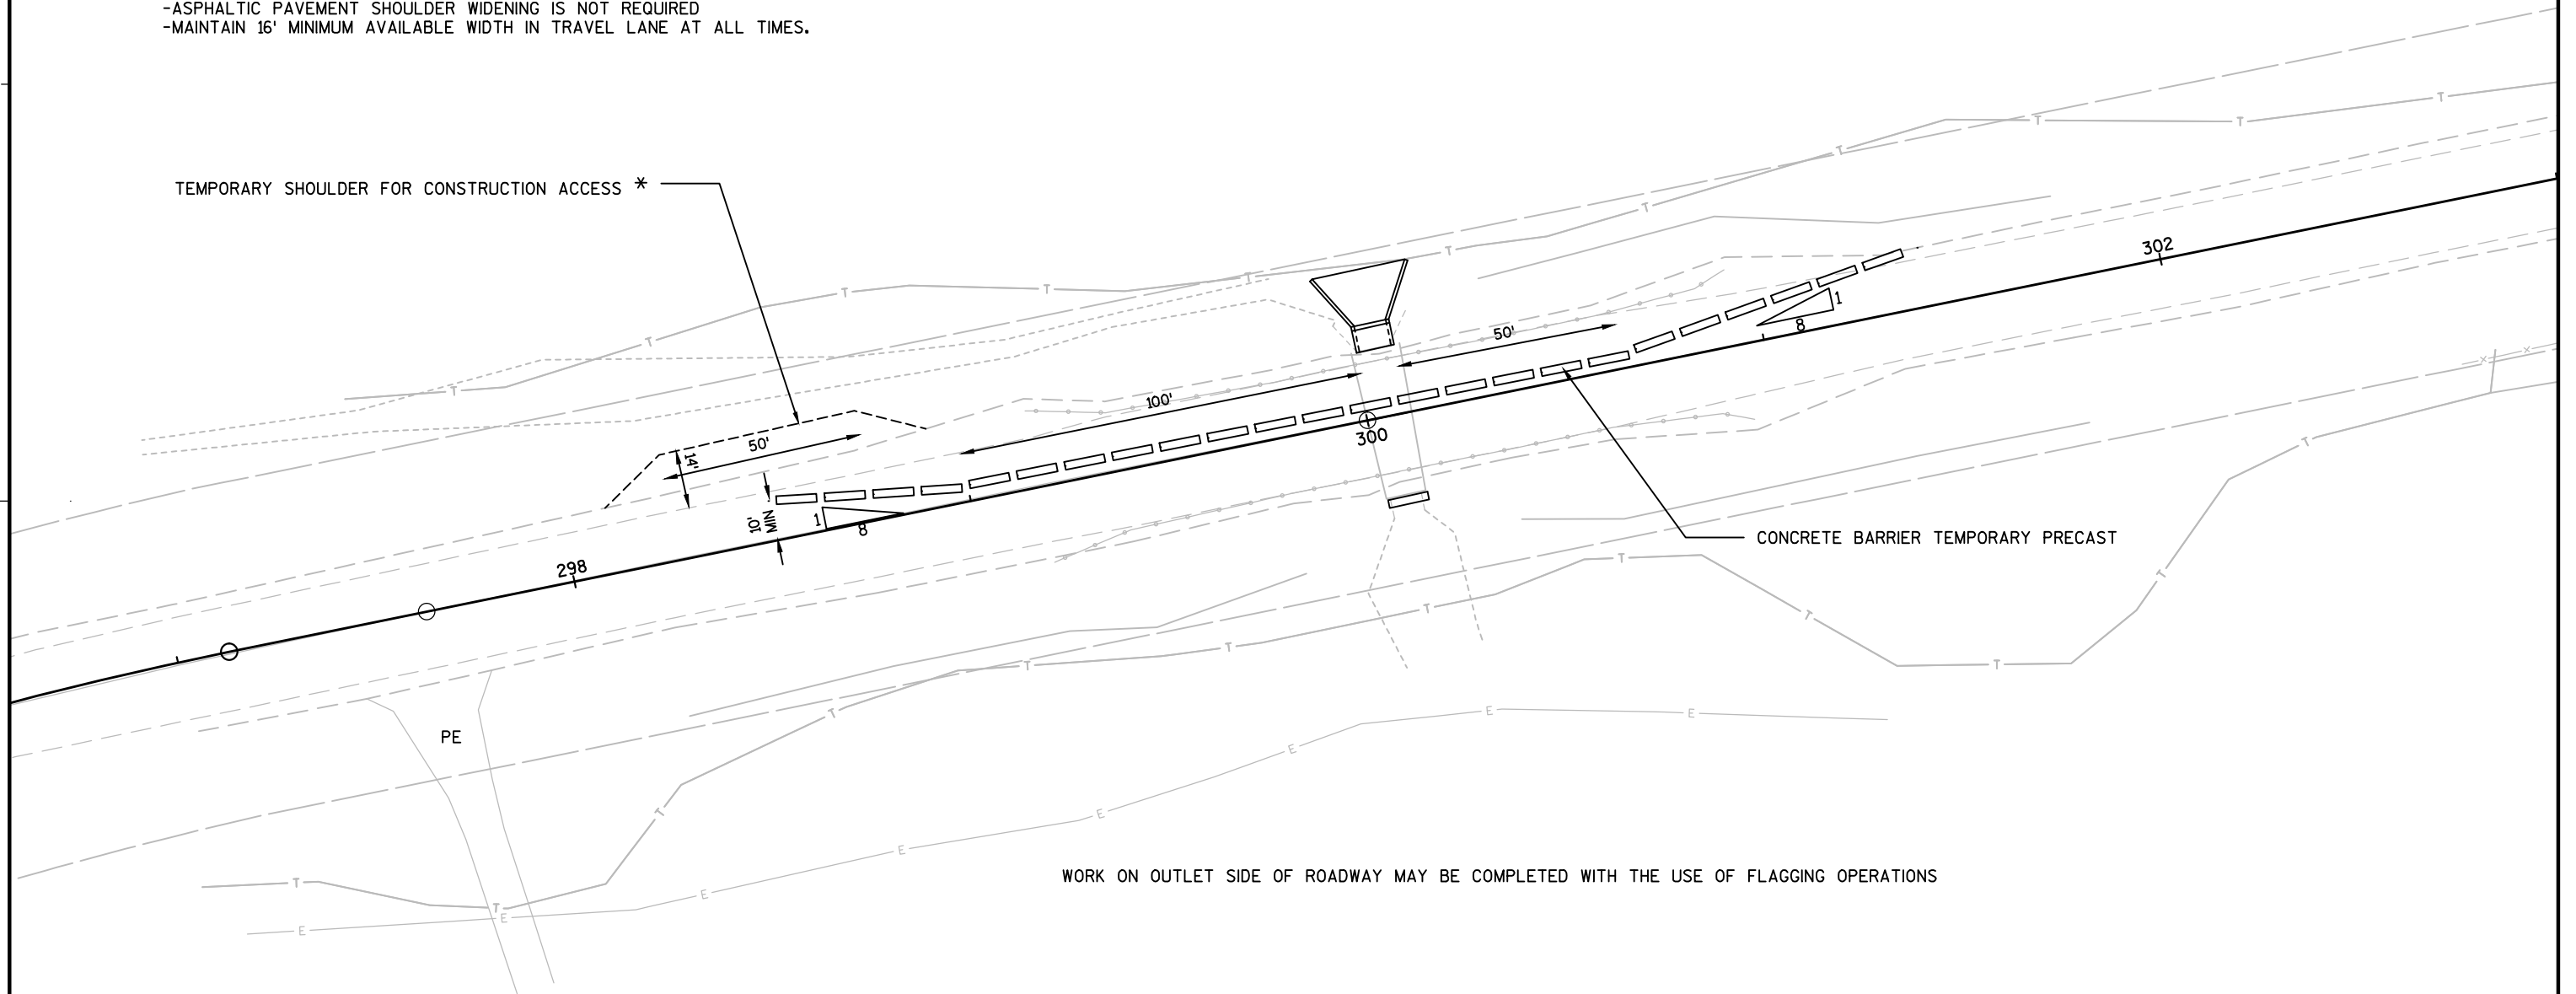 -ASPHALTIC PAVEMENT SHOULDER WIDENING IS NOT REQUIRED
-MAINTAIN 16' MINIMUM AVAILABLE WIDTH IN TRAVEL LANE AT ALL TIMES.
T
T
T
T
T
TEMPORARY SHOULDER FOR CONSTRUCTION ACCESS *
T
T
T
T
T
T
T
302
1
8
50'
100'
300
50'
14'
10'
MIN
1
8
298
CONCRETE BARRIER TEMPORARY PRECAST
T
T
T
T
T
T
T
T
T
T
T
T
T
PE
E
E
E
E
E
E
E
E
X
X
WORK ON OUTLET SIDE OF ROADWAY MAY BE COMPLETED WITH THE USE OF FLAGGING OPERATIONS